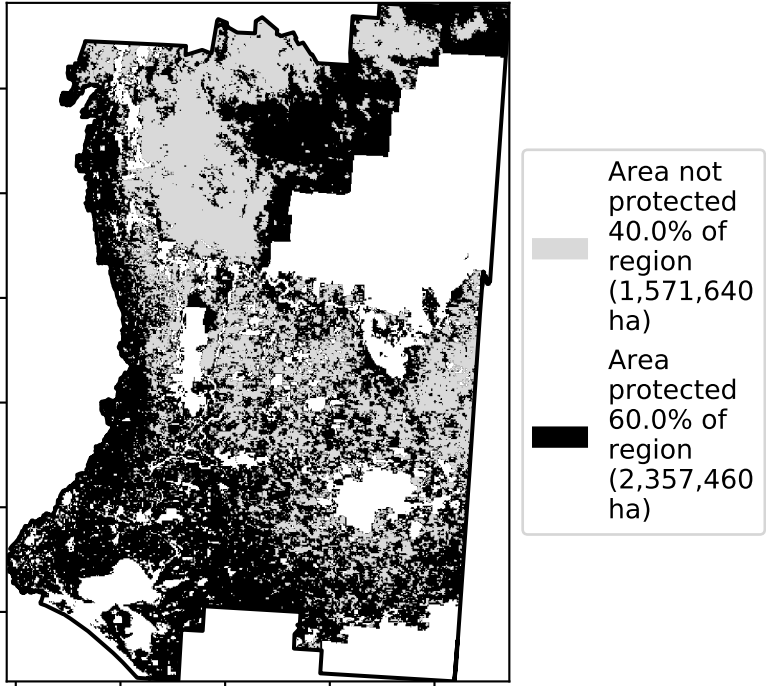 Area not
protected
40.0% of
region
(1,571,640
ha)
Area
protected
60.0% of
region
(2,357,460
ha)